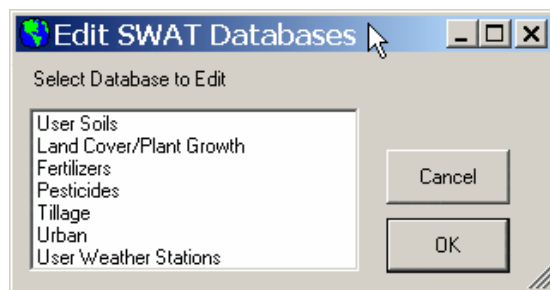 Edit SWAT Databases
Select Database to Edit
User Soils
Land Cover/Plant Growth
Fertilizers
Pesticides
Tillage
Urban
User Weather Stations
Cancel
OK